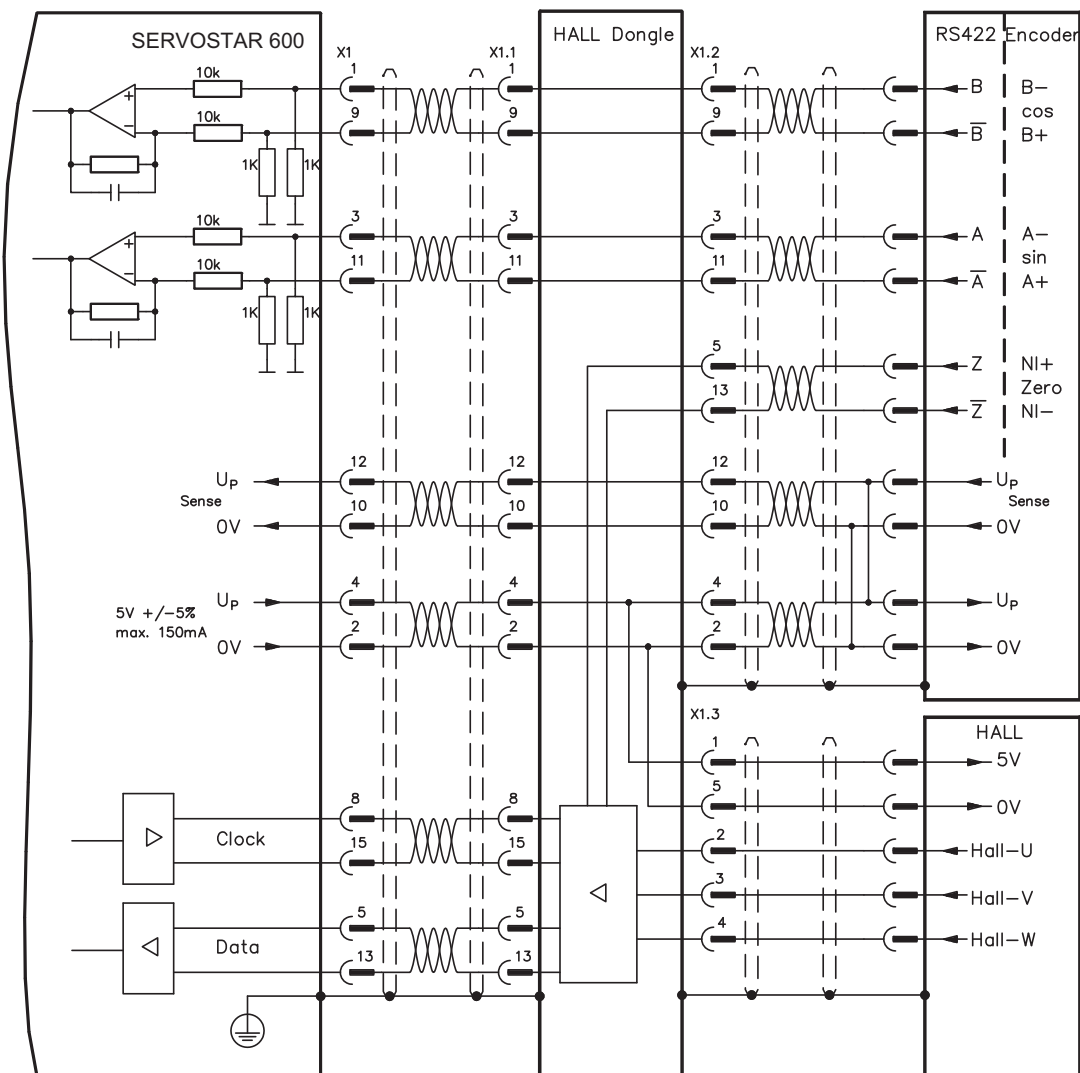 SERVOSTAR 600
HALL Dongle
RS422 Encoder
X1
X1.1
X1.2
10k
1
1
1
B
B−
+
cos
−
10k
9
9
9
B̅
B+
1K
1K
10k
3
3
3
A
A−
+
sin
−
10k
11
11
11
A̅
A+
1K
1K
5
Z
NI+
Zero
13
Z̅
NI−
UP
12
12
12
UP
Sense
Sense
0V
10
10
10
0V
UP
4
4
4
UP
5V +/−5%
max. 150mA
0V
2
2
2
0V
X1.3
HALL
1
5V
5
0V
8
8
Clock
2
Hall−U
15
15
3
Hall−V
5
5
4
Hall−W
Data
13
13